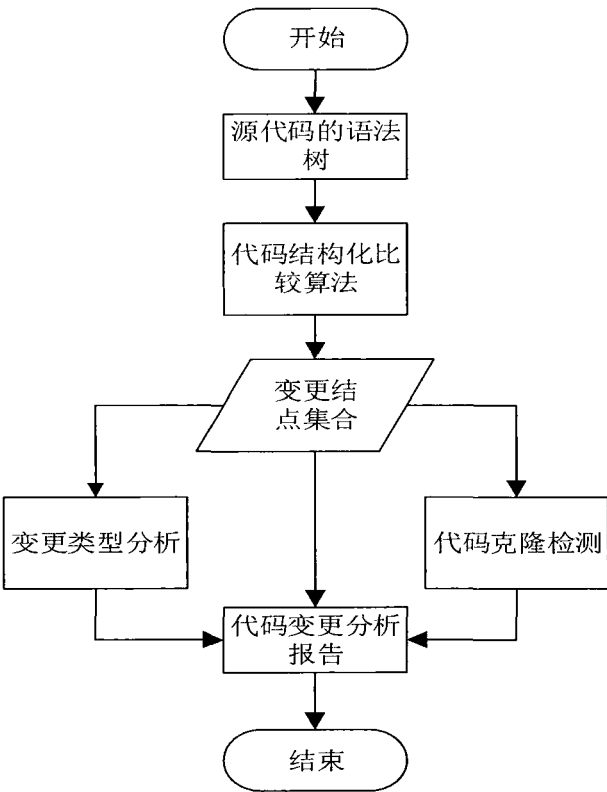 开始
源代码的语法
树
代码结构化比
较算法
变更结
点集合
变更类型分析
代码克隆检测
代码变更分析
报告
结束